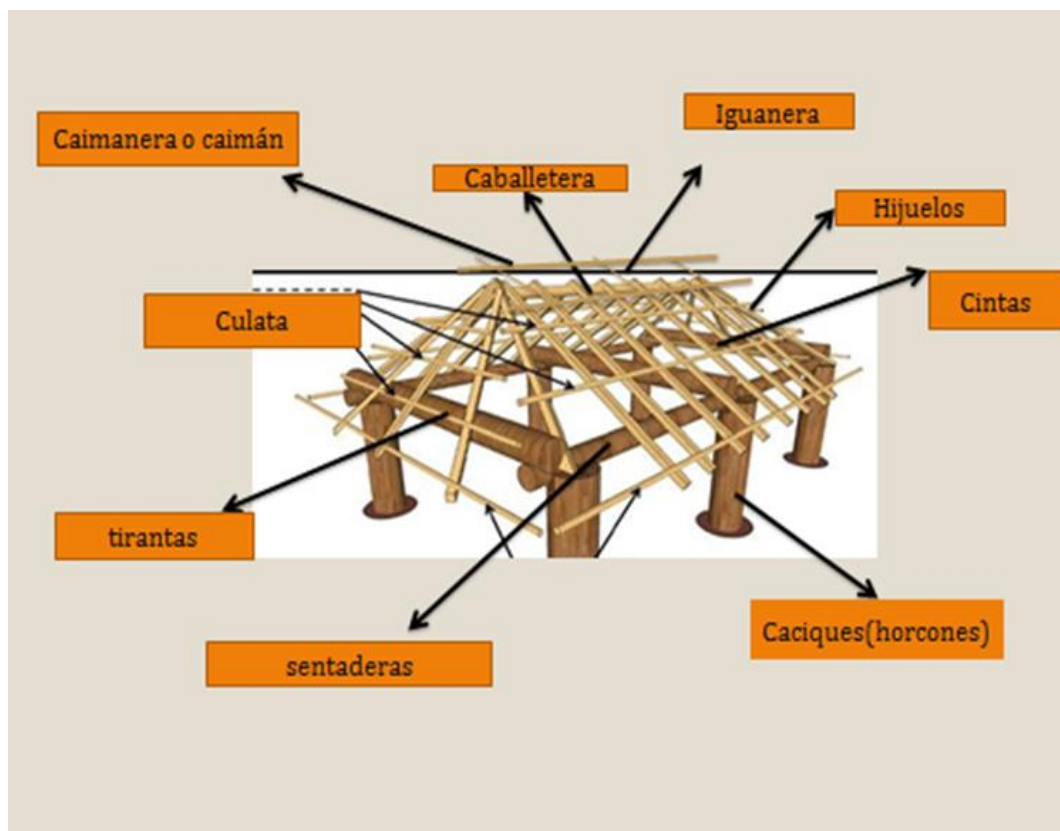 Iguanera
Caimanera o caimán
Caballetera
Hijuelos
Cintas
Culata
tirantas
Caciques(horcones)
sentaderas